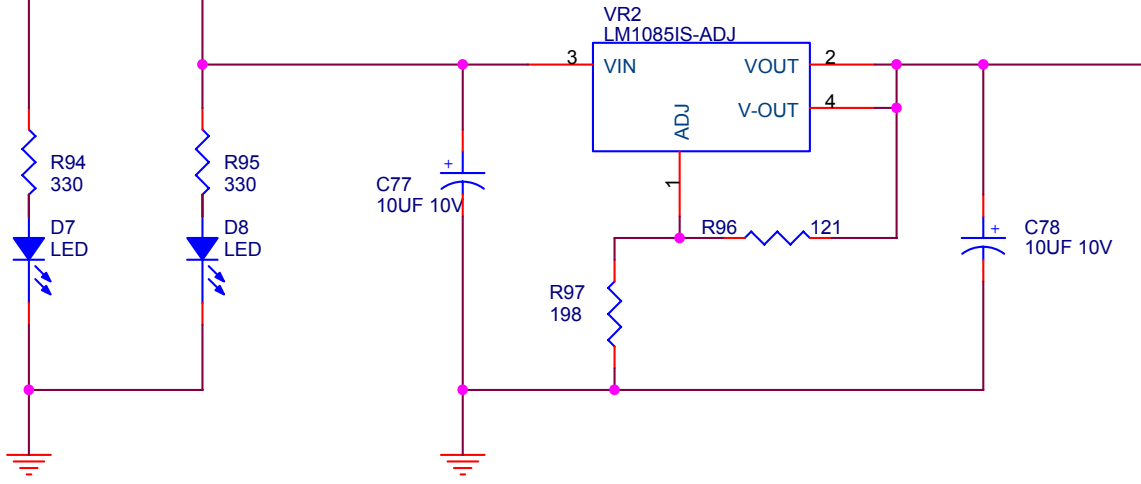 VR2
LM1085IS-ADJ
3
VIN
VOUT
2
V-OUT
4
ADJ
1
R94
330
R95
330
C77
10UF 10V
D7
LED
D8
LED
R96
121
C78
10UF 10V
R97
198